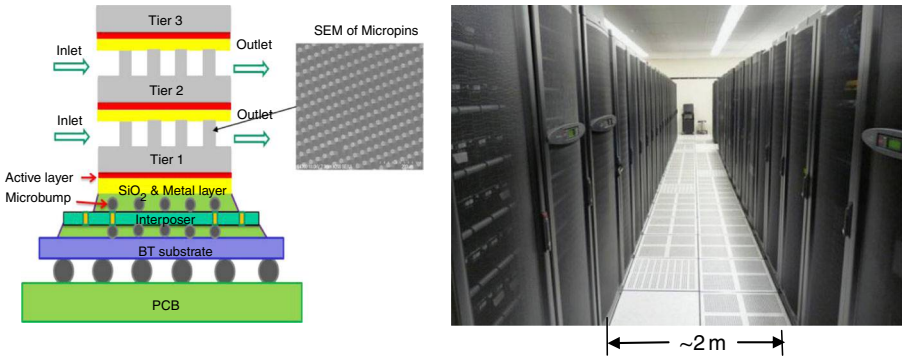 Tier 3
SEM of Micropins
Inlet
Outlet
Tier 2
Inlet
Outlet
Tier 1
Active layer
SiO2 & Metal layer
Microbump
Interposer
BT substrate
PCB
~2 m